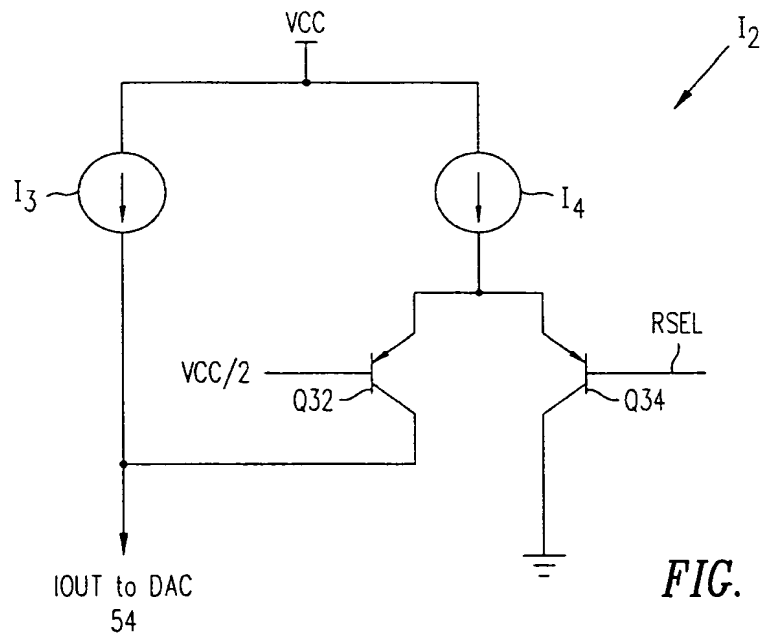 VCC
I2
I3
I4
RSEL
VCC/2
Q32
Q34
IOUT to DAC
54
FIG.